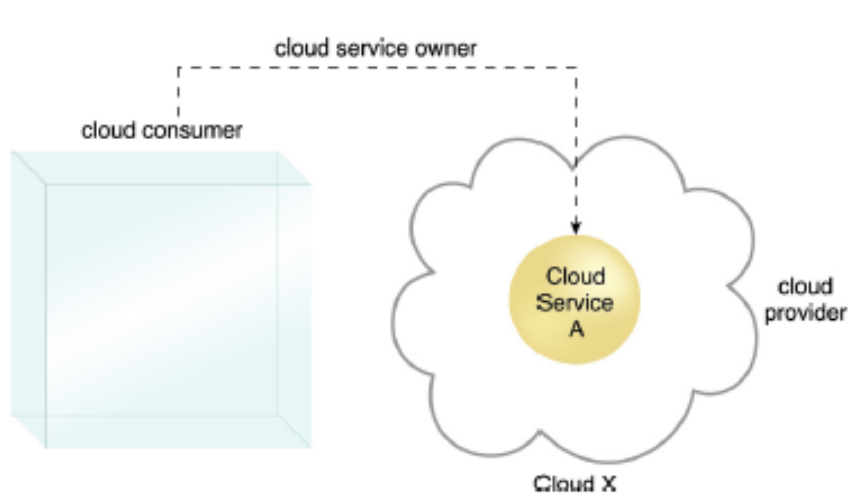 cloud service owner
cloud consumer
Cloud
Service
A
cloud
provider
Cloud X